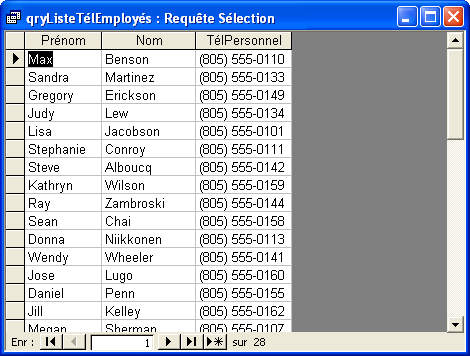 qryListeTélEmployés : Requête Sélection
Prénom Nom TélPersonnel
Max Benson (805) 555-0110
Sandra Martinez (805) 555-0133
Gregory Erickson (805) 555-0149
Judy Lew (805) 555-0134
Lisa Jacobson (805) 555-0101
Stephanie Conroy (805) 555-0111
Steve Alboucq (805) 555-0142
Kathryn Wilson (805) 555-0159
Ray Zambroski (805) 555-0144
Sean Chai (805) 555-0158
Donna Niikkonen (805) 555-0113
Wendy Wheeler (805) 555-0141
Jose Lugo (805) 555-0160
Daniel Penn (805) 555-0155
Jill Kelley (805) 555-0162
Megan Sherman (805) 555-0107
Enr : 1 sur 28